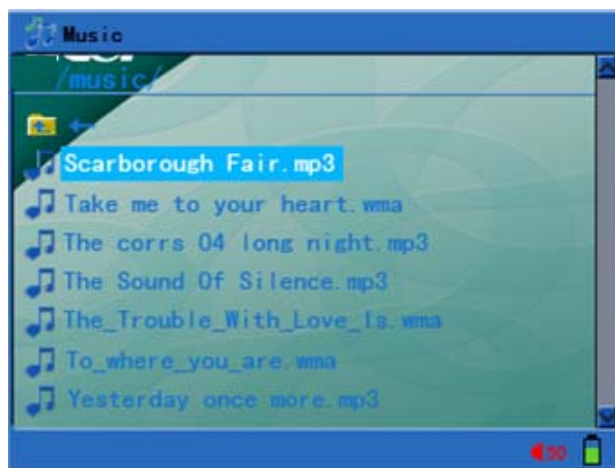 Music
/music/
Scarborough Fair.mp3
Take me to your heart.wma
The corrs 04 long night.mp3
The Sound Of Silence.mp3
The_Trouble_With_Love_Is.wma
To_where_you_are.wma
Yesterday once more.mp3
50